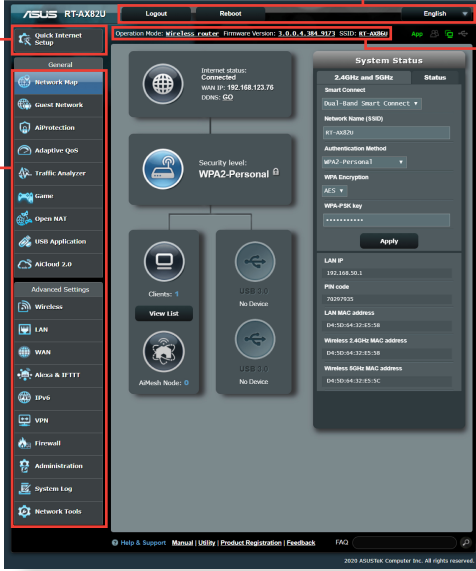 ASUS RT-AX82U
Logout Reboot English
Quick Internet
Setup
Operation Mode: Wireless router Firmware Version: 3.0.0.4.384_9173 SSID: RT-AX86U
App
General
Network Map
Guest Network
AiProtection
Adaptive QoS
Traffic Analyzer
Game
Open NAT
USB Application
AiCloud 2.0
Advanced Settings
Wireless
LAN
WAN
Alexa & IFTTT
IPv6
VPN
Firewall
Administration
System Log
Network Tools
Internet status:
Connected
WAN IP: 192.168.123.76
DDNS: GO
Security level:
WPA2-Personal
Clients: 1
View List
AiMesh Node: 0
USB 3.0
No Device
USB 3.0
No Device
System Status
2.4GHz and 5GHz Status
Smart Connect
Dual-Band Smart Connect
Network Name (SSID)
RT-AX82U
Authentication Method
WPA2-Personal
WPA Encryption
AES
WPA-PSK key
•••••••••••
Apply
LAN IP
192.168.50.1
PIN code
70297935
LAN MAC address
D4:5D:64:32:E5:58
Wireless 2.4GHz MAC address
D4:5D:64:32:E5:58
Wireless 5GHz MAC address
D4:5D:64:32:E5:5C
Help & Support Manual | Utility | Product Registration | Feedback FAQ
2020 ASUSTeK Computer Inc. All rights reserved.